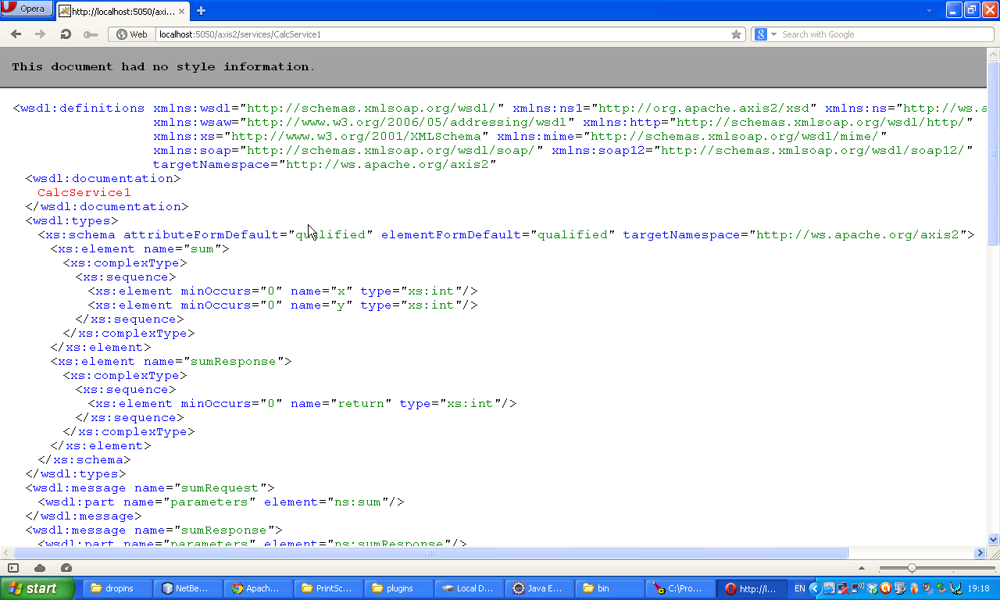 Opera
http://localhost:5050/axi...
Web
localhost:5050/axis2/services/CalcService1
Search with Google
This document had no style information.
<wsdl:definitions xmlns:wsdl="http://schemas.xmlsoap.org/wsdl/" xmlns:ns1="http://org.apache.axis2/xsd" xmlns:ns="http://ws.a
xmlns:wsaw="http://www.w3.org/2006/05/addressing/wsdl" xmlns:http="http://schemas.xmlsoap.org/wsdl/http/"
xmlns:xs="http://www.w3.org/2001/XMLSchema" xmlns:mime="http://schemas.xmlsoap.org/wsdl/mime/"
xmlns:soap="http://schemas.xmlsoap.org/wsdl/soap/" xmlns:soap12="http://schemas.xmlsoap.org/wsdl/soap12/"
targetNamespace="http://ws.apache.org/axis2"
<wsdl:documentation>
CalcService1
</wsdl:documentation>
<wsdl:types>
<xs:schema attributeFormDefault="qualified" elementFormDefault="qualified" targetNamespace="http://ws.apache.org/axis2">
<xs:element name="sum">
<xs:complexType>
<xs:sequence>
<xs:element minOccurs="0" name="x" type="xs:int"/>
<xs:element minOccurs="0" name="y" type="xs:int"/>
</xs:sequence>
</xs:complexType>
</xs:element>
<xs:element name="sumResponse">
<xs:complexType>
<xs:sequence>
<xs:element minOccurs="0" name="return" type="xs:int"/>
</xs:sequence>
</xs:complexType>
</xs:element>
</xs:schema>
</wsdl:types>
<wsdl:message name="sumRequest">
<wsdl:part name="parameters" element="ns:sum"/>
</wsdl:message>
<wsdl:message name="sumResponse">
<wsdl:part name="parameters" element="ns:sumResponse"/>
start
dropins
NetBe...
Apach...
PrintSc...
plugins
Local D...
Java E...
bin
C:\Pro...
http://l...
EN
19:18